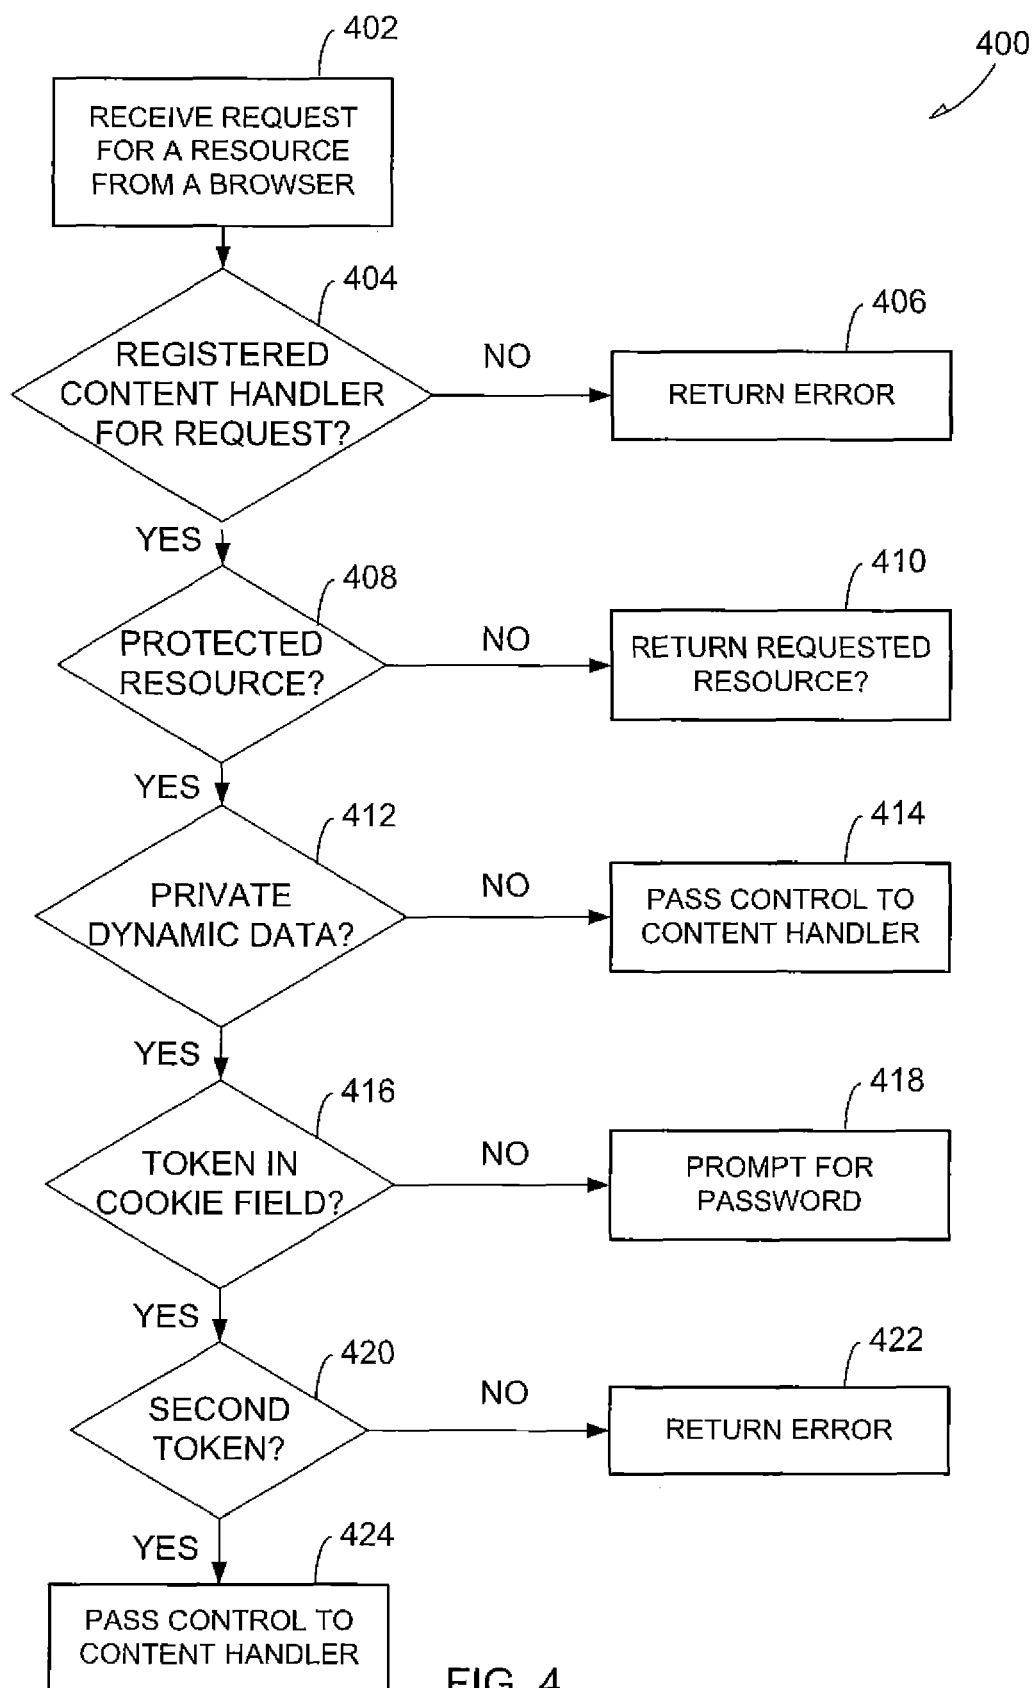 402
400
RECEIVE REQUEST
FOR A RESOURCE
FROM A BROWSER
404
REGISTERED
CONTENT HANDLER
FOR REQUEST?
NO
406
RETURN ERROR
YES
408
PROTECTED
RESOURCE?
NO
410
RETURN REQUESTED
RESOURCE?
YES
412
PRIVATE
DYNAMIC DATA?
NO
414
PASS CONTROL TO
CONTENT HANDLER
YES
416
TOKEN IN
COOKIE FIELD?
NO
418
PROMPT FOR
PASSWORD
YES
420
SECOND
TOKEN?
NO
422
RETURN ERROR
YES
424
PASS CONTROL TO
CONTENT HANDLER
FIG. 4